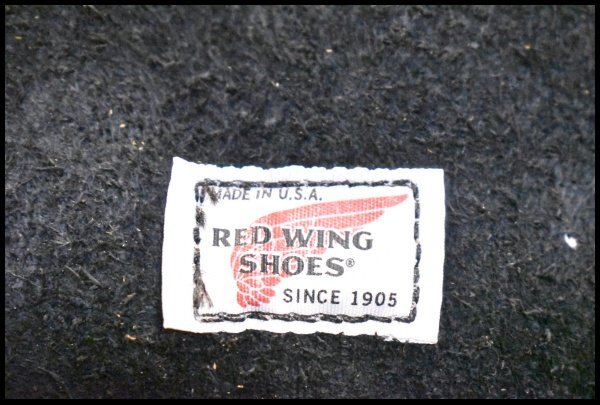 MADE IN U.S.A.
RED WING
SHOES®
SINCE 1905